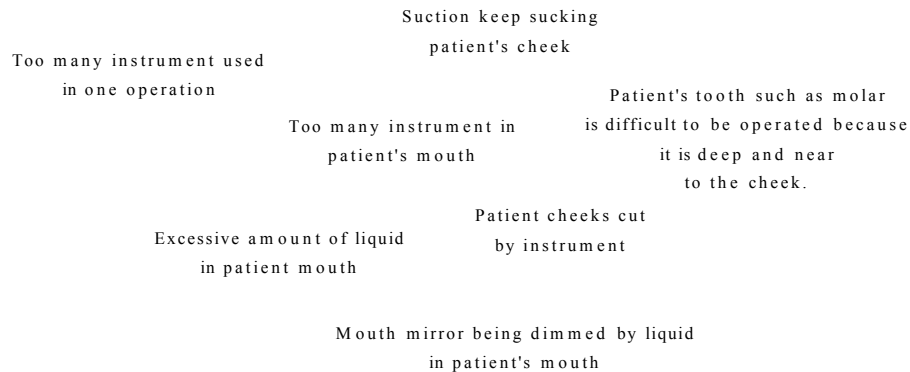 Suction keep sucking
patient's cheek
Too many instrument used
in one operation
Patient's tooth such as molar
is difficult to be operated because
it is deep and near
to the cheek.
Too many instrument in
patient's mouth
Patient cheeks cut
by instrument
Excessive amount of liquid
in patient mouth
Mouth mirror being dimmed by liquid
in patient's mouth